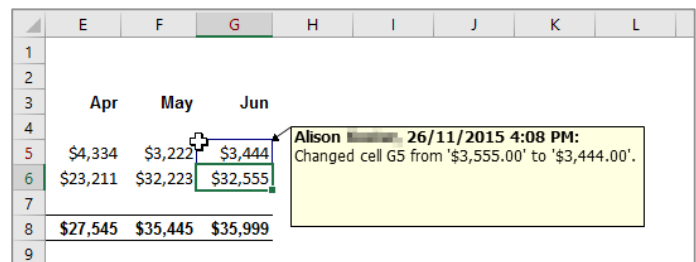 E F G H I J K L
1
2
3 Apr May Jun
4
Alison 26/11/2015 4:08 PM:
5 $4,334 $3,222 $3,444
Changed cell G5 from '$3,555.00' to '$3,444.00'.
6 $23,211 $32,223 $32,555
7
8 $27,545 $35,445 $35,999
9